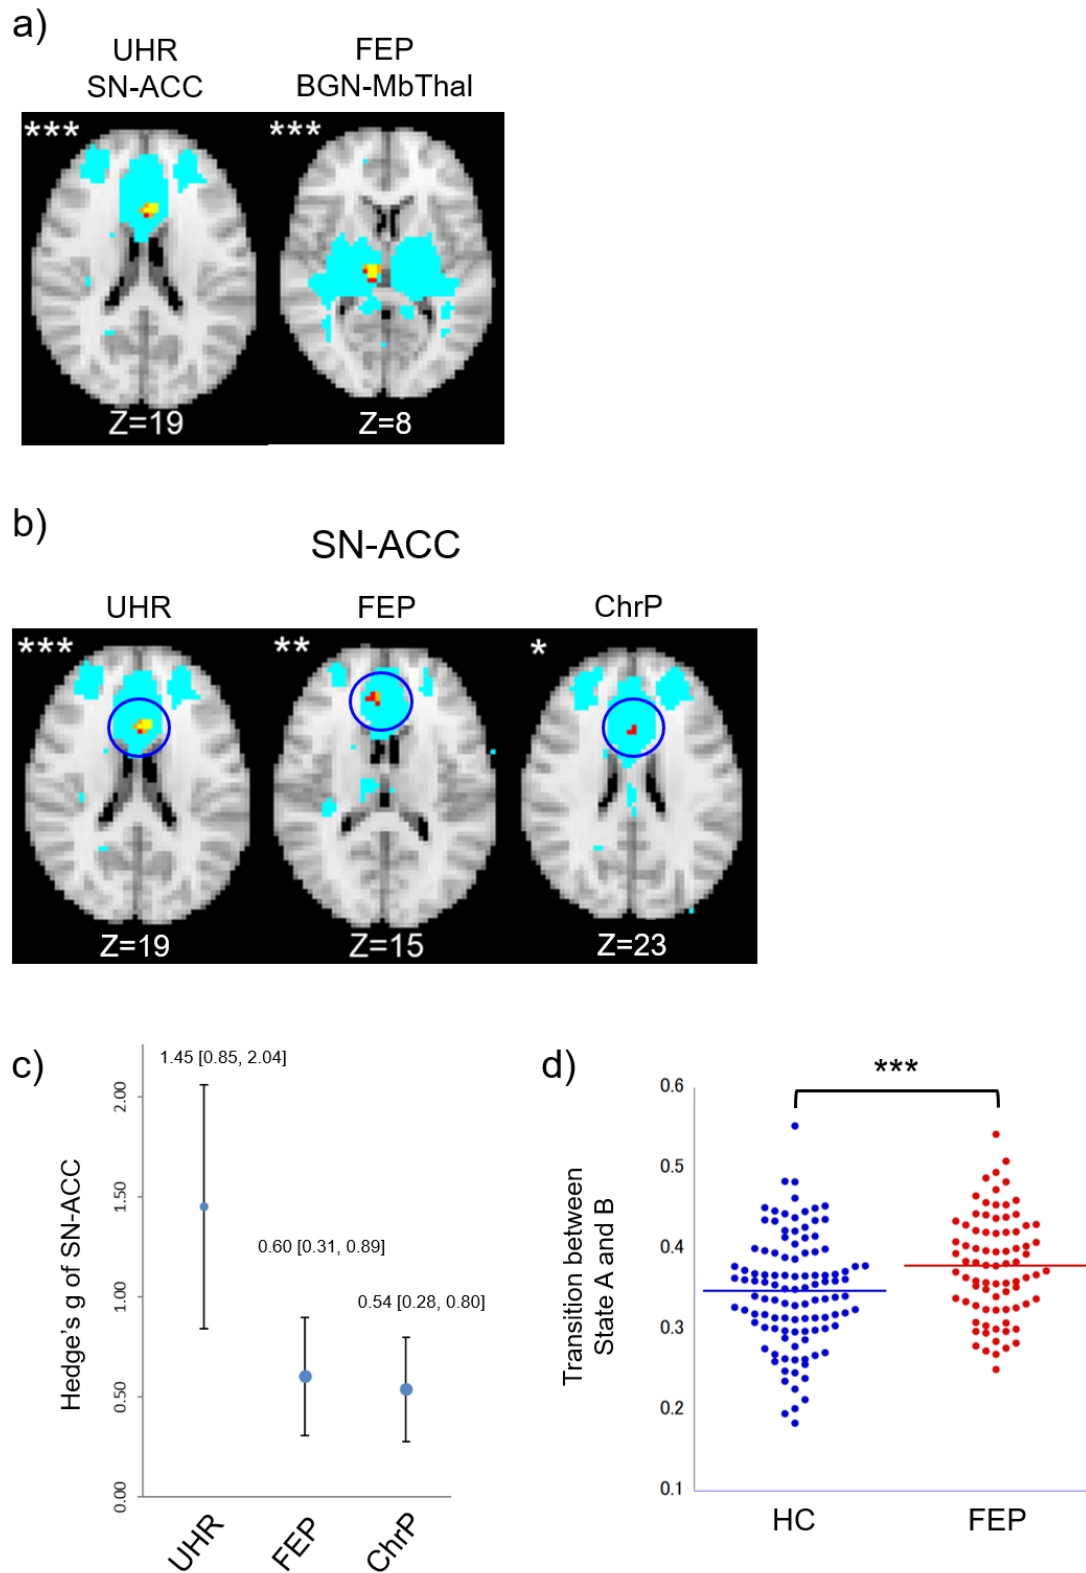 a)
UHR
SN-ACC
FEP
BGN-MbThal
***
***
Z=19
Z=8
b)
SN-ACC
UHR
FEP
ChrP
***
**
*
Z=19
Z=15
Z=23
c)
1.45 [0.85, 2.04]
0.60 [0.31, 0.89]
0.54 [0.28, 0.80]
Hedge's g of SN-ACC
2.00
1.50
1.00
0.50
0.00
UHR
FEP
ChrP
d)
***
Transition between
State A and B
0.6
0.5
0.4
0.3
0.2
0.1
HC
FEP